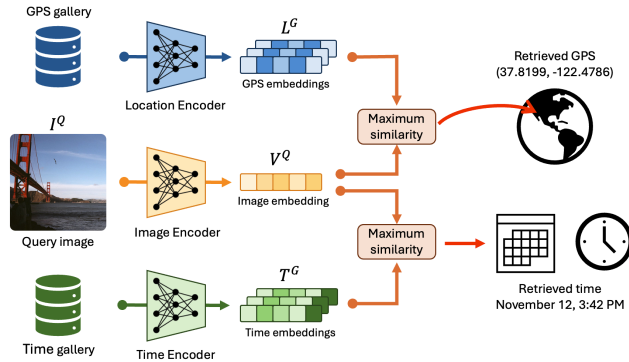 GPS gallery
Location Encoder
L^G
GPS embeddings
Retrieved GPS
(37.8199, -122.4786)
Maximum
similarity
I^Q
Query image
Image Encoder
V^Q
Image embedding
Maximum
similarity
Retrieved time
November 12, 3:42 PM
Time gallery
Time Encoder
T^G
Time embeddings